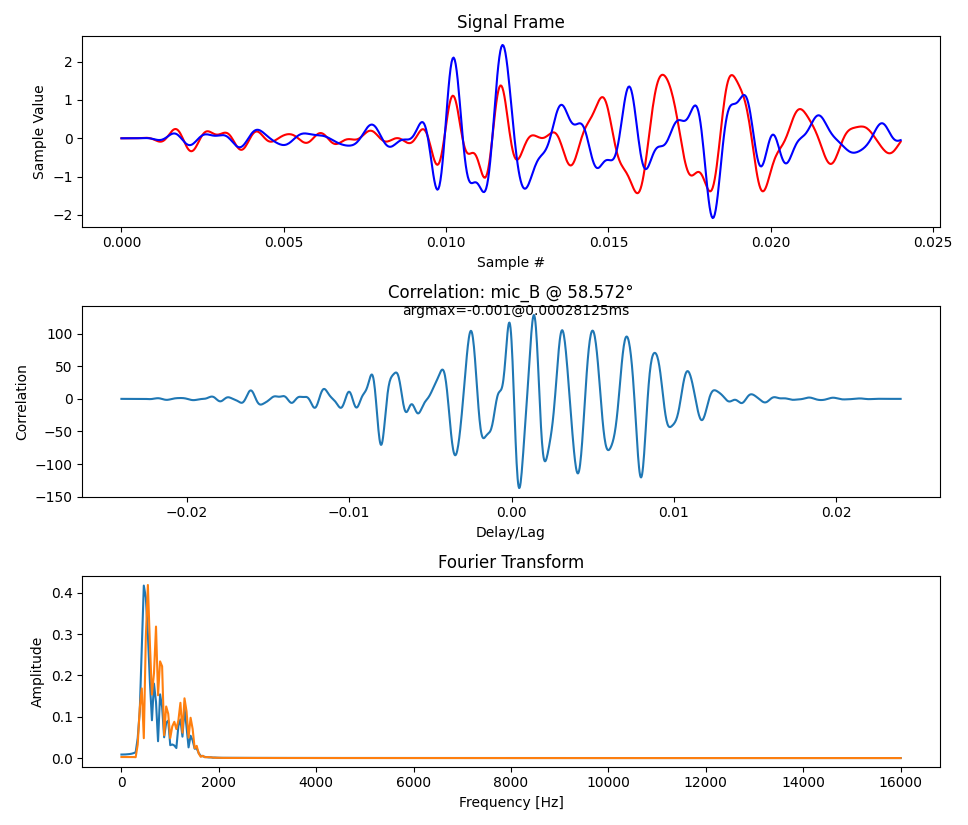 Signal Frame
Sample Value
2
1
0
−1
−2
0.000 0.005 0.010 0.015 0.020 0.025
Sample #
Correlation: mic_B @ 58.572°
argmax=-0.001@0.00028125ms
Correlation
100
50
0
−50
−100
−150
−0.02 −0.01 0.00 0.01 0.02
Delay/Lag
Fourier Transform
Amplitude
0.4
0.3
0.2
0.1
0.0
0 2000 4000 6000 8000 10000 12000 14000 16000
Frequency [Hz]